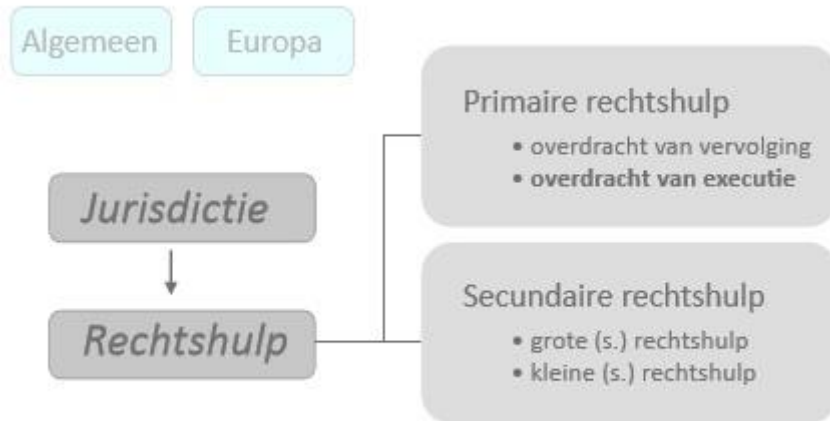 Algemeen
Europa
Jurisdictie
Rechtshulp
Primaire rechtshulp
• overdracht van vervolging
• overdracht van executie
Secundaire rechtshulp
• grote (s.) rechtshulp
• kleine (s.) rechtshulp